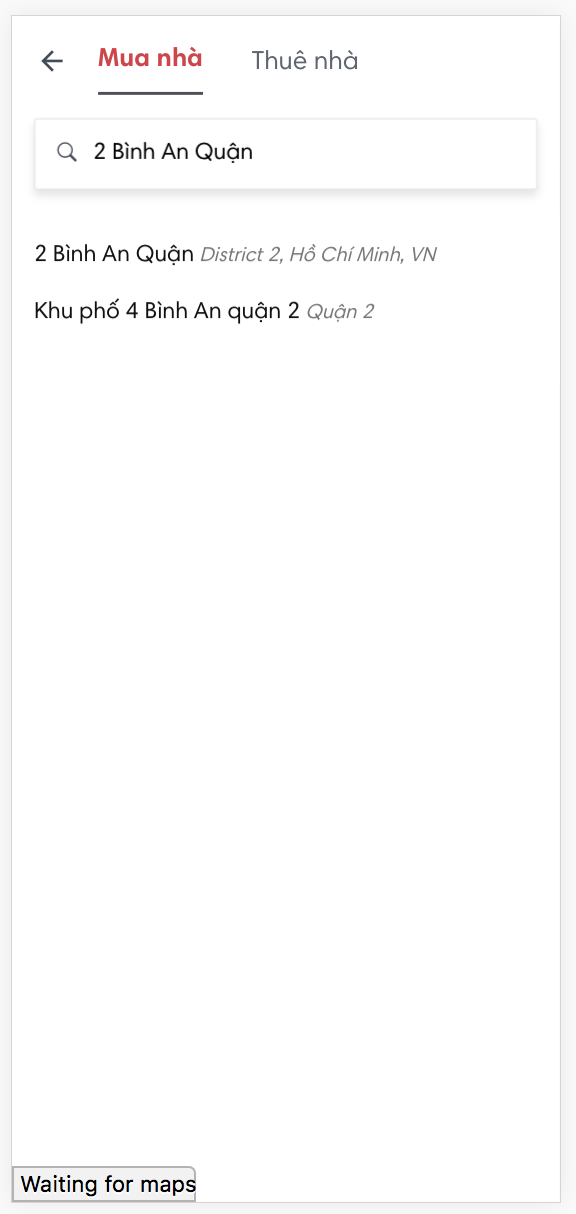 Mua nhà Thuê nhà
2 Bình An Quận
2 Bình An Quận District 2, Hồ Chí Minh, VN
Khu phố 4 Bình An quận 2 Quận 2
Waiting for maps